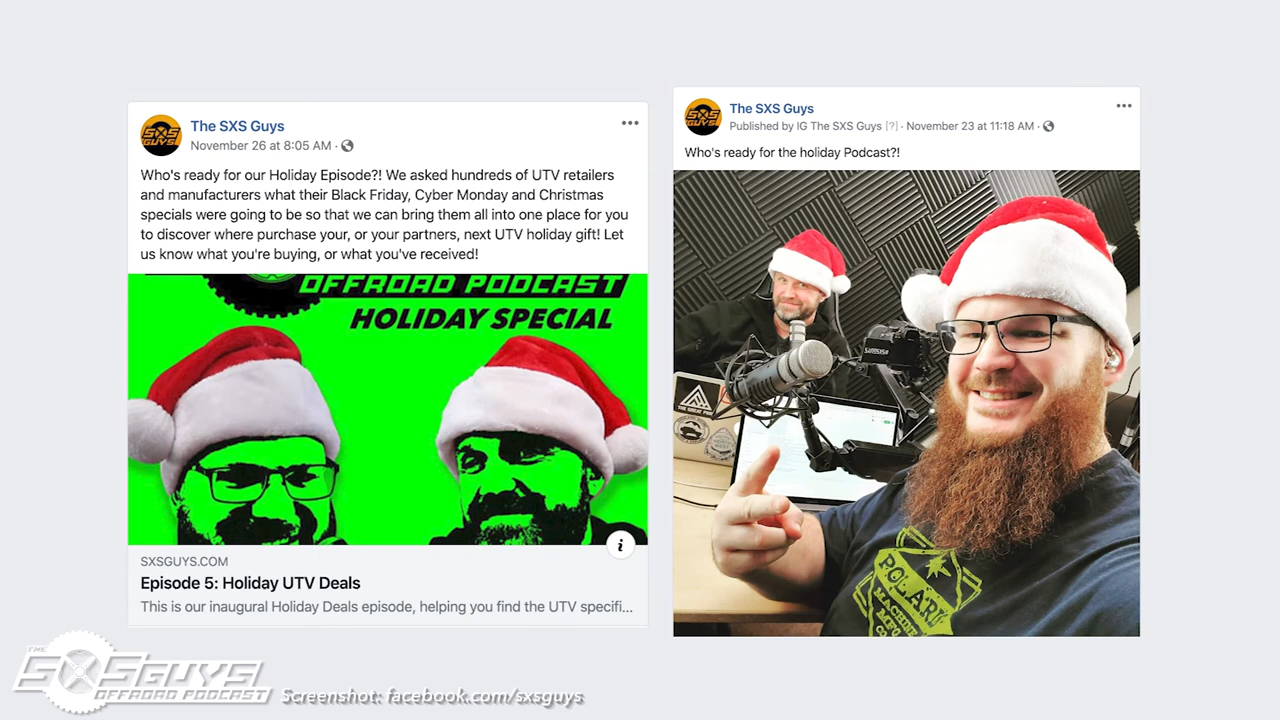 The SXS Guys
November 26 at 8:05 AM ·
Who's ready for our Holiday Episode?! We asked hundreds of UTV retailers
and manufacturers what their Black Friday, Cyber Monday and Christmas
specials were going to be so that we can bring them all into one place for you
to discover where purchase your, or your partners, next UTV holiday gift! Let
us know what you're buying, or what you've received!
OFFROAD PODCAST
HOLIDAY SPECIAL
SXSGUYS.COM
Episode 5: Holiday UTV Deals
This is our inaugural Holiday Deals episode, helping you find the UTV specifi...
The SXS Guys
Published by IG The SXS Guys [?] · November 23 at 11:18 AM ·
Who's ready for the holiday Podcast?!
THE GREAT
POLARIS
MACHINE
MFG
THE
SXSGUYS
OFFROAD PODCAST
Screenshot: facebook.com/sxsguys